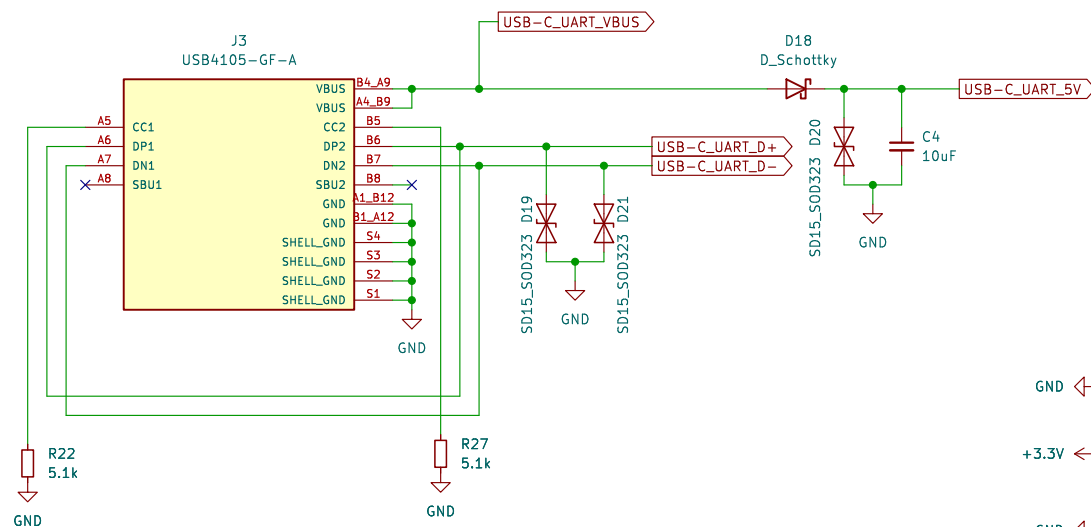 USB-C_UART_VBUS
J3
USB4105-GF-A
D18
D_Schottky
VBUS B4_A9
USB-C_UART_5V
VBUS A4_B9
A5 CC1
CC2 B5
A6 DP1
DP2 B6
USB-C_UART_D+
A7 DN1
DN2 B7
USB-C_UART_D-
A8 SBU1
SBU2 B8
GND A1_B12
GND B1_A12
SHELL_GND S4
SHELL_GND S3
SHELL_GND S2
SHELL_GND S1
GND
D19
SD15_SOD323
D21
SD15_SOD323
GND
D20
SD15_SOD323
C4
10uF
GND
GND
+3.3V
R22
5.1k
GND
R27
5.1k
GND